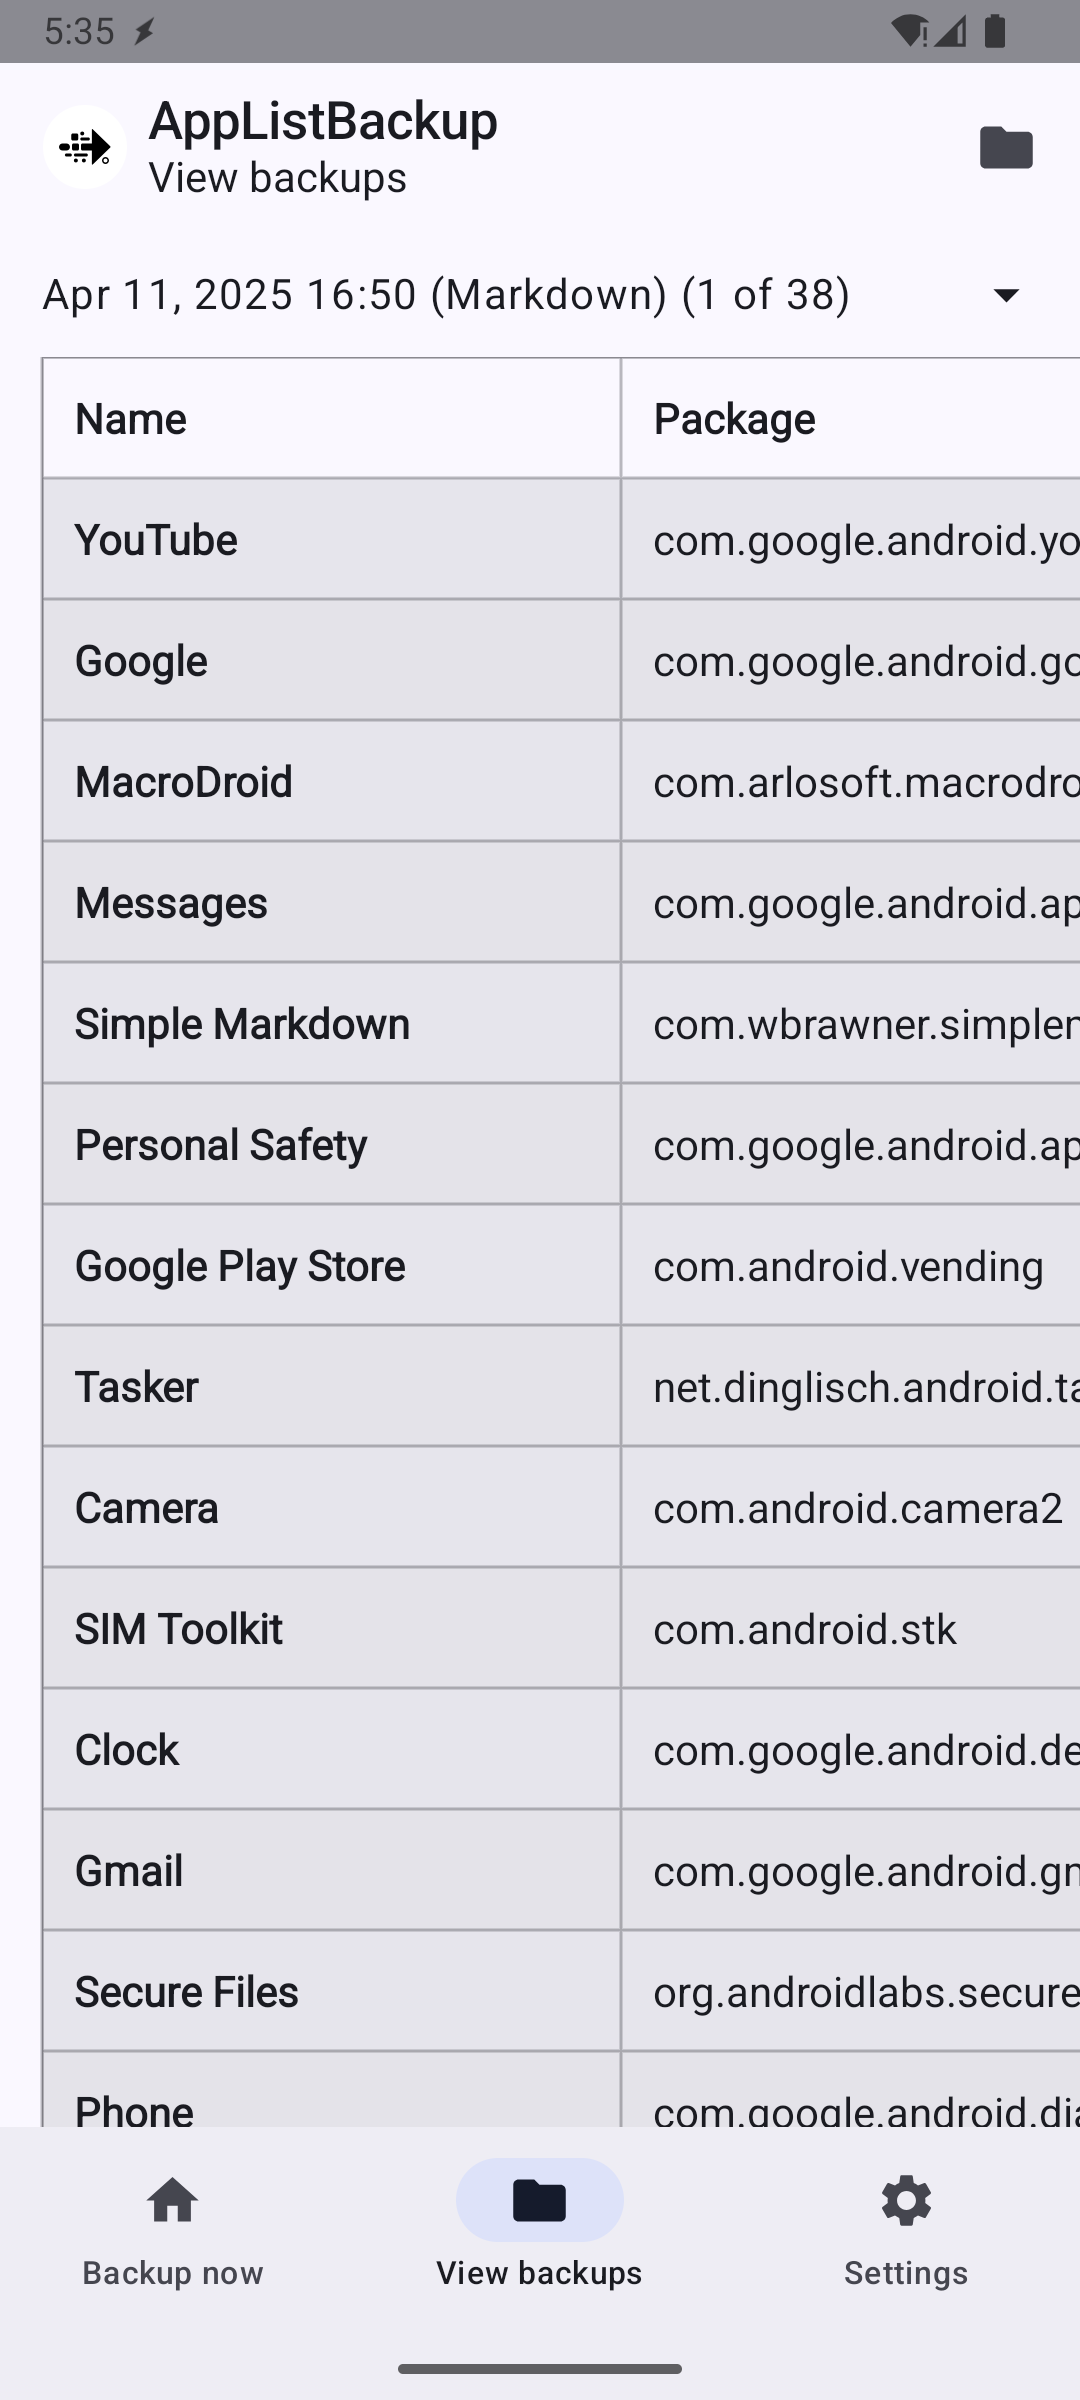 5:35
AppListBackup
View backups
Apr 11, 2025 16:50 (Markdown) (1 of 38)
Name Package
YouTube com.google.android.yo
Google com.google.android.go
MacroDroid com.arlosoft.macrodro
Messages com.google.android.ap
Simple Markdown com.wbrawner.simplem
Personal Safety com.google.android.ap
Google Play Store com.android.vending
Tasker net.dinglisch.android.ta
Camera com.android.camera2
SIM Toolkit com.android.stk
Clock com.google.android.de
Gmail com.google.android.gm
Secure Files org.androidlabs.secure
Phone com.google.android.dia
Backup now View backups Settings